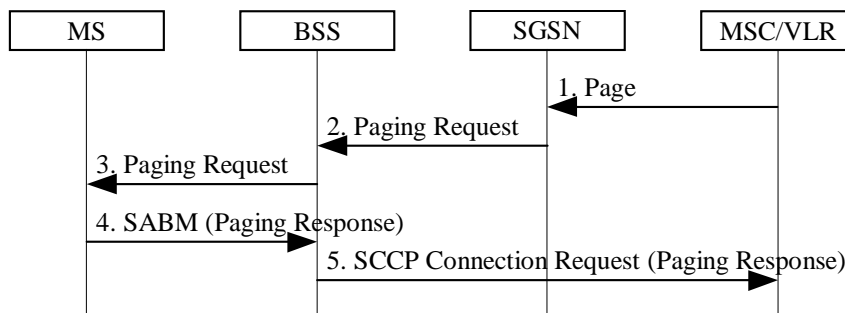 MS
BSS
SGSN
MSC/VLR
1. Page
2. Paging Request
3. Paging Request
4. SABM (Paging Response)
5. SCCP Connection Request (Paging Response)